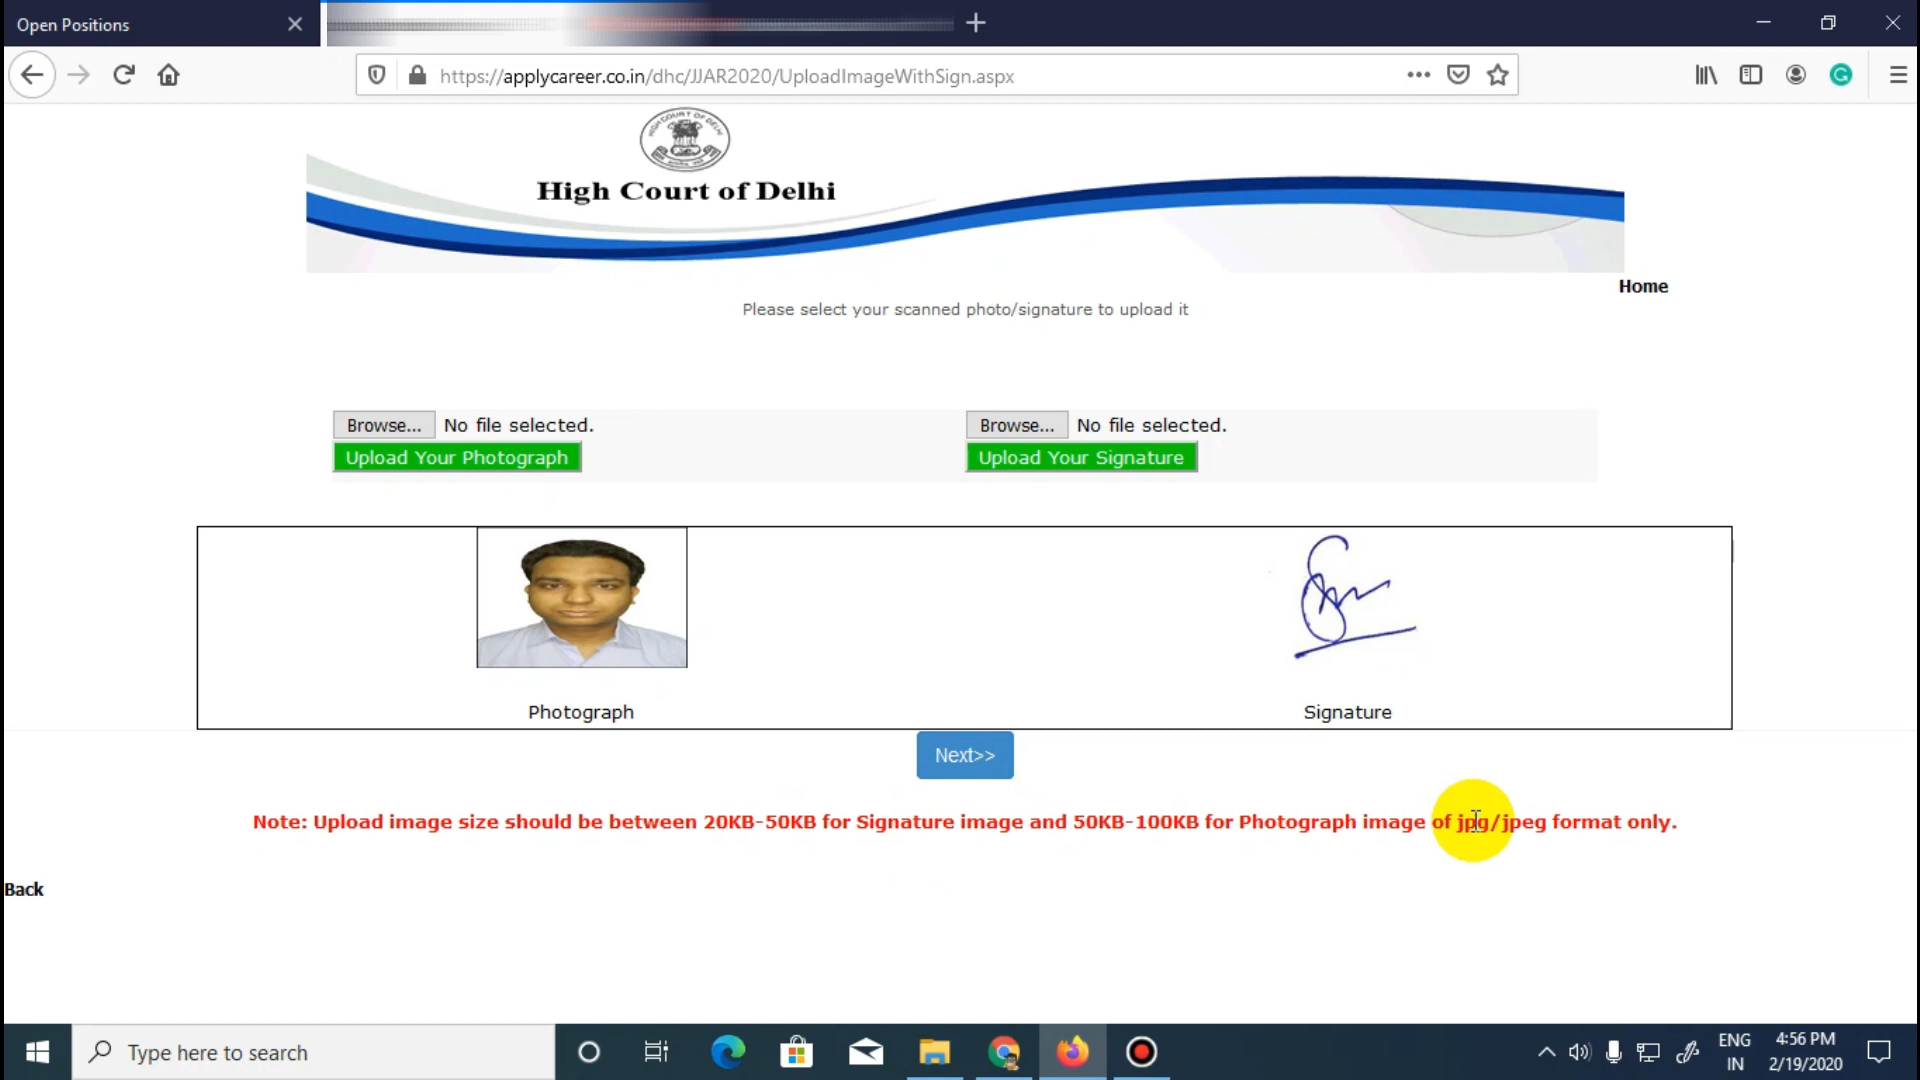 Open Positions
https://applycareer.co.in/dhc/JJAR2020/UploadImageWithSign.aspx
HIGH COURT OF DELHI
High Court of Delhi
Home
Please select your scanned photo/signature to upload it
Browse... No file selected. Browse... No file selected.
Upload Your Photograph Upload Your Signature
Photograph Signature
Next>>
Note: Upload image size should be between 20KB-50KB for Signature image and 50KB-100KB for Photograph image of jpg/jpeg format only.
Back
Type here to search
ENG 4:56 PM
IN 2/19/2020